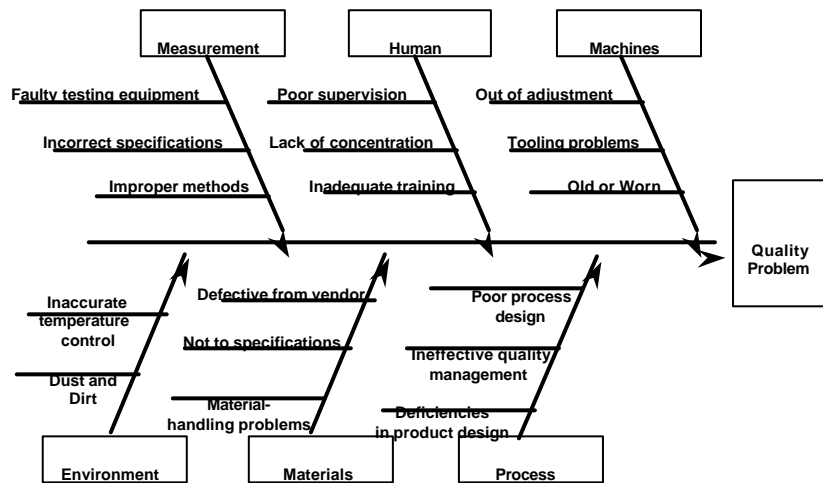 Measurement
Human
Machines
Faulty testing equipment
Poor supervision
Out of adjustment
Incorrect specifications
Lack of concentration
Tooling problems
Improper methods
Inadequate training
Old or Worn
Quality
Problem
Inaccurate
temperature
control
Defective from vendor
Poor process
design
Not to specifications
Ineffective quality
management
Dust and
Dirt
Material-
handling problems
Deficiencies
in product design
Environment
Materials
Process